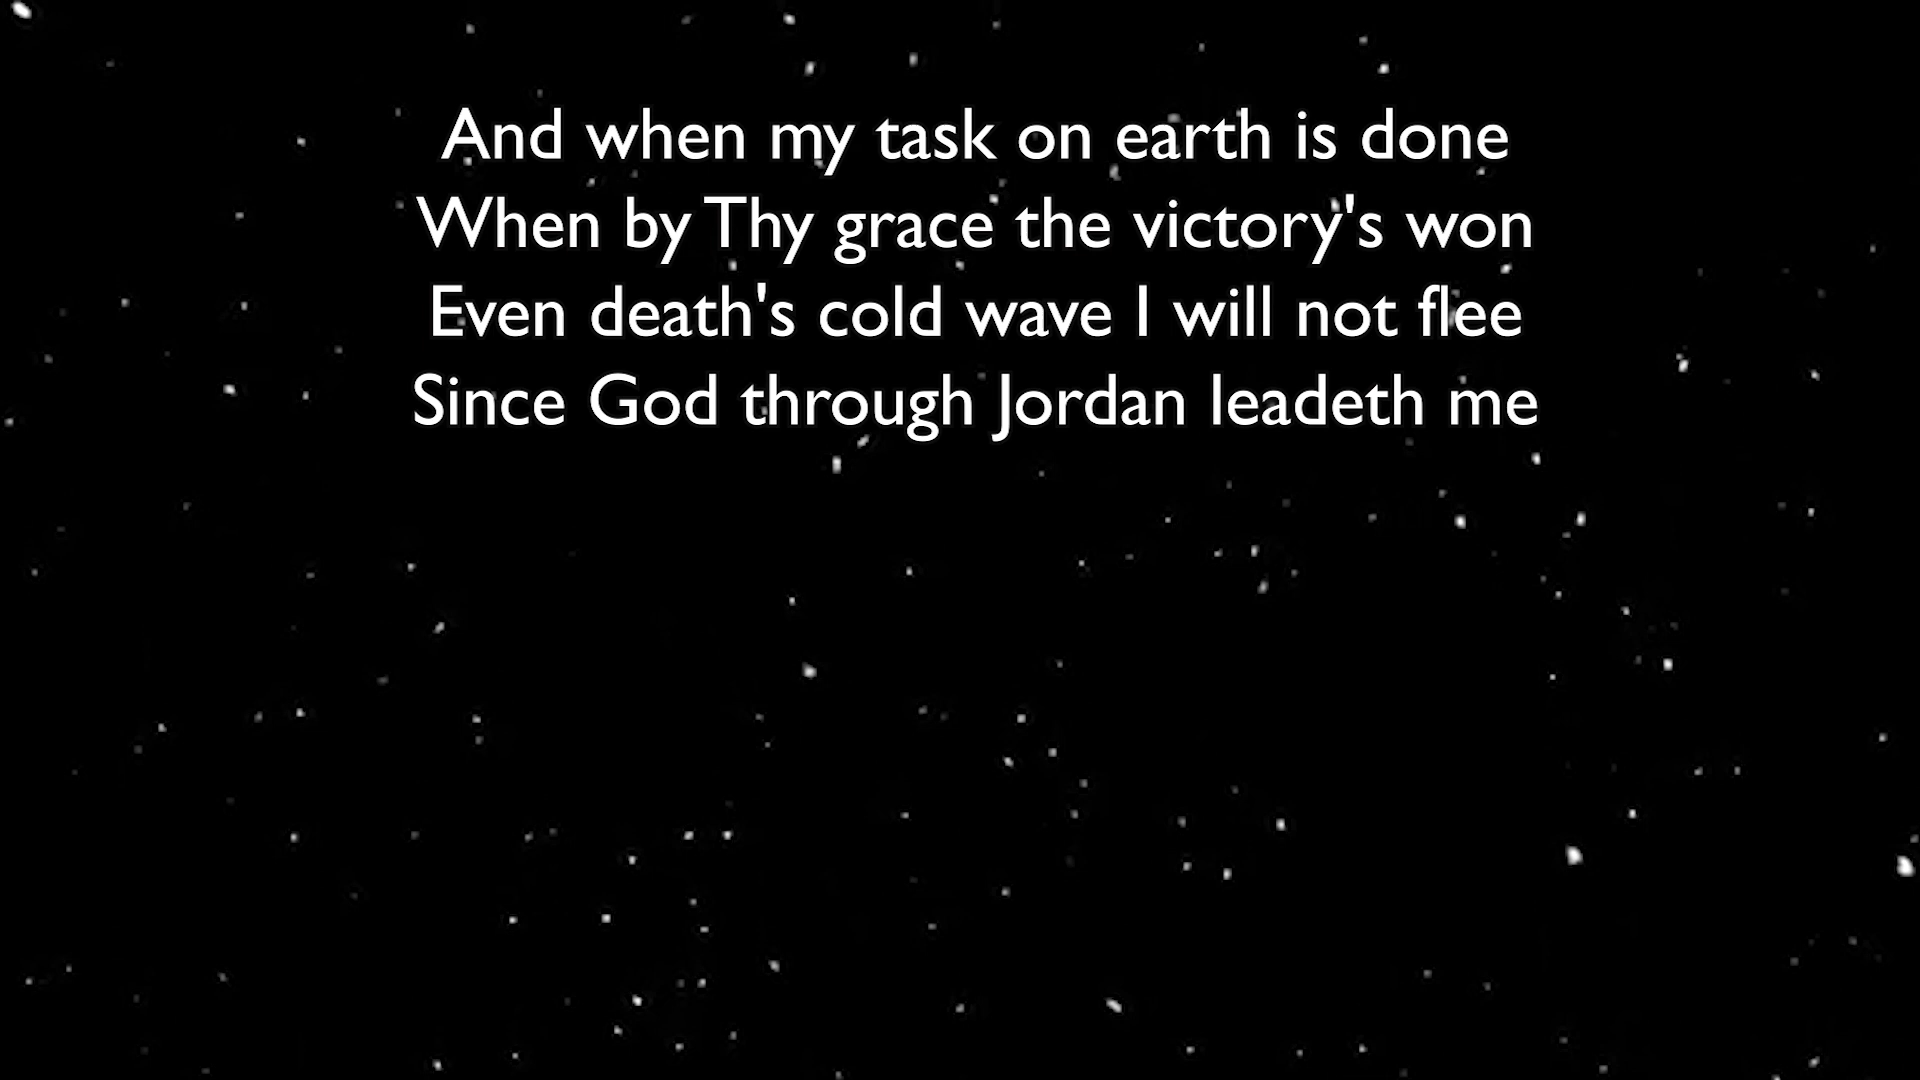 And when my task on earth is done
When by Thy grace the victory's won
Even death's cold wave I will not flee
Since God through Jordan leadeth me